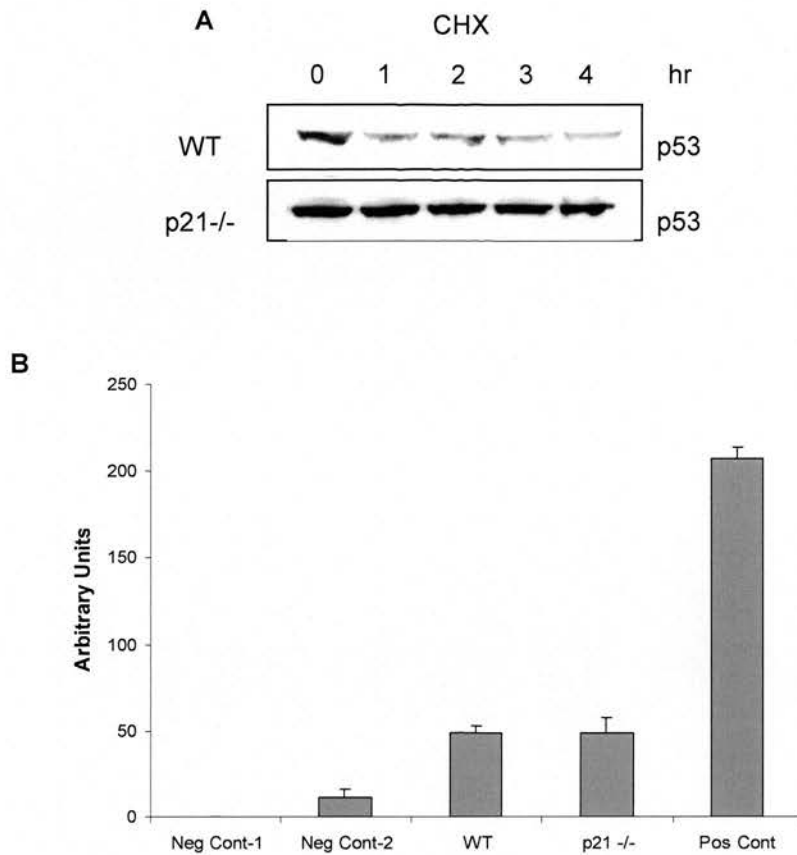 A
CHX
0 1 2 3 4 hr
WT p53
p21-/- p53
B
250
200
150
100
50
0
Arbitrary Units
Neg Cont-1 Neg Cont-2 WT p21 -/- Pos Cont